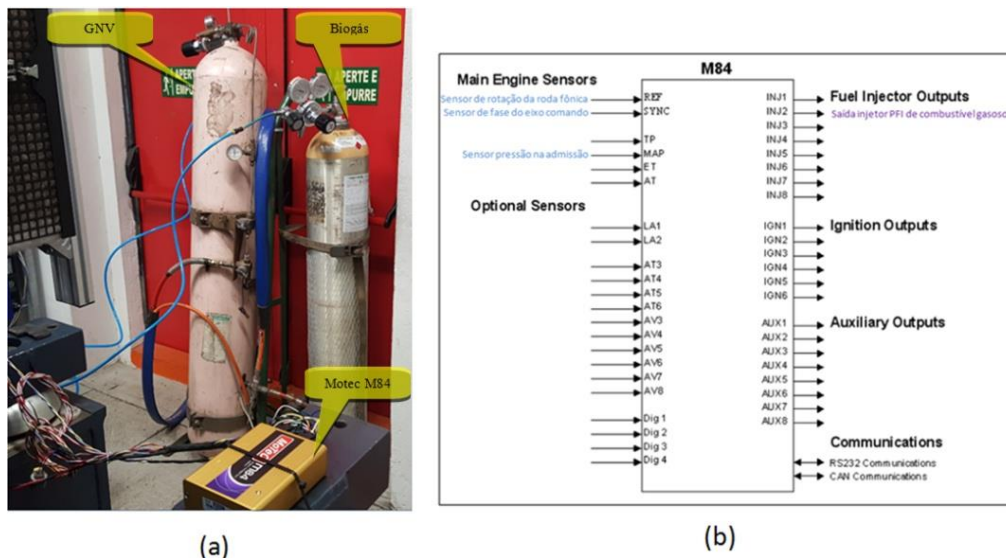 GNV
Biogás
APERTE E
EMPURRE
APERTE E
MPURRE
Motec M84
MoTeC m84
(a)
M84
Main Engine Sensors
Sensor de rotação da roda fônica
Sensor de fase do eixo comando
REF
SYNC
TP
Sensor pressão na admissão
MAP
ET
AT
Optional Sensors
LA1
LA2
AT3
AT4
AT5
AT6
AV3
AV4
AV5
AV6
AV7
AV8
Dig 1
Dig 2
Dig 3
Dig 4
INJ1
INJ2
INJ3
INJ4
INJ5
INJ6
INJ7
INJ8
Fuel Injector Outputs
Saída injetor PFI de combustível gasoso
IGN1
IGN2
IGN3
IGN4
IGN5
IGN6
Ignition Outputs
AUX1
AUX2
AUX3
AUX4
AUX5
AUX6
AUX7
AUX8
Auxiliary Outputs
Communications
RS232 Communications
CAN Communications
(b)